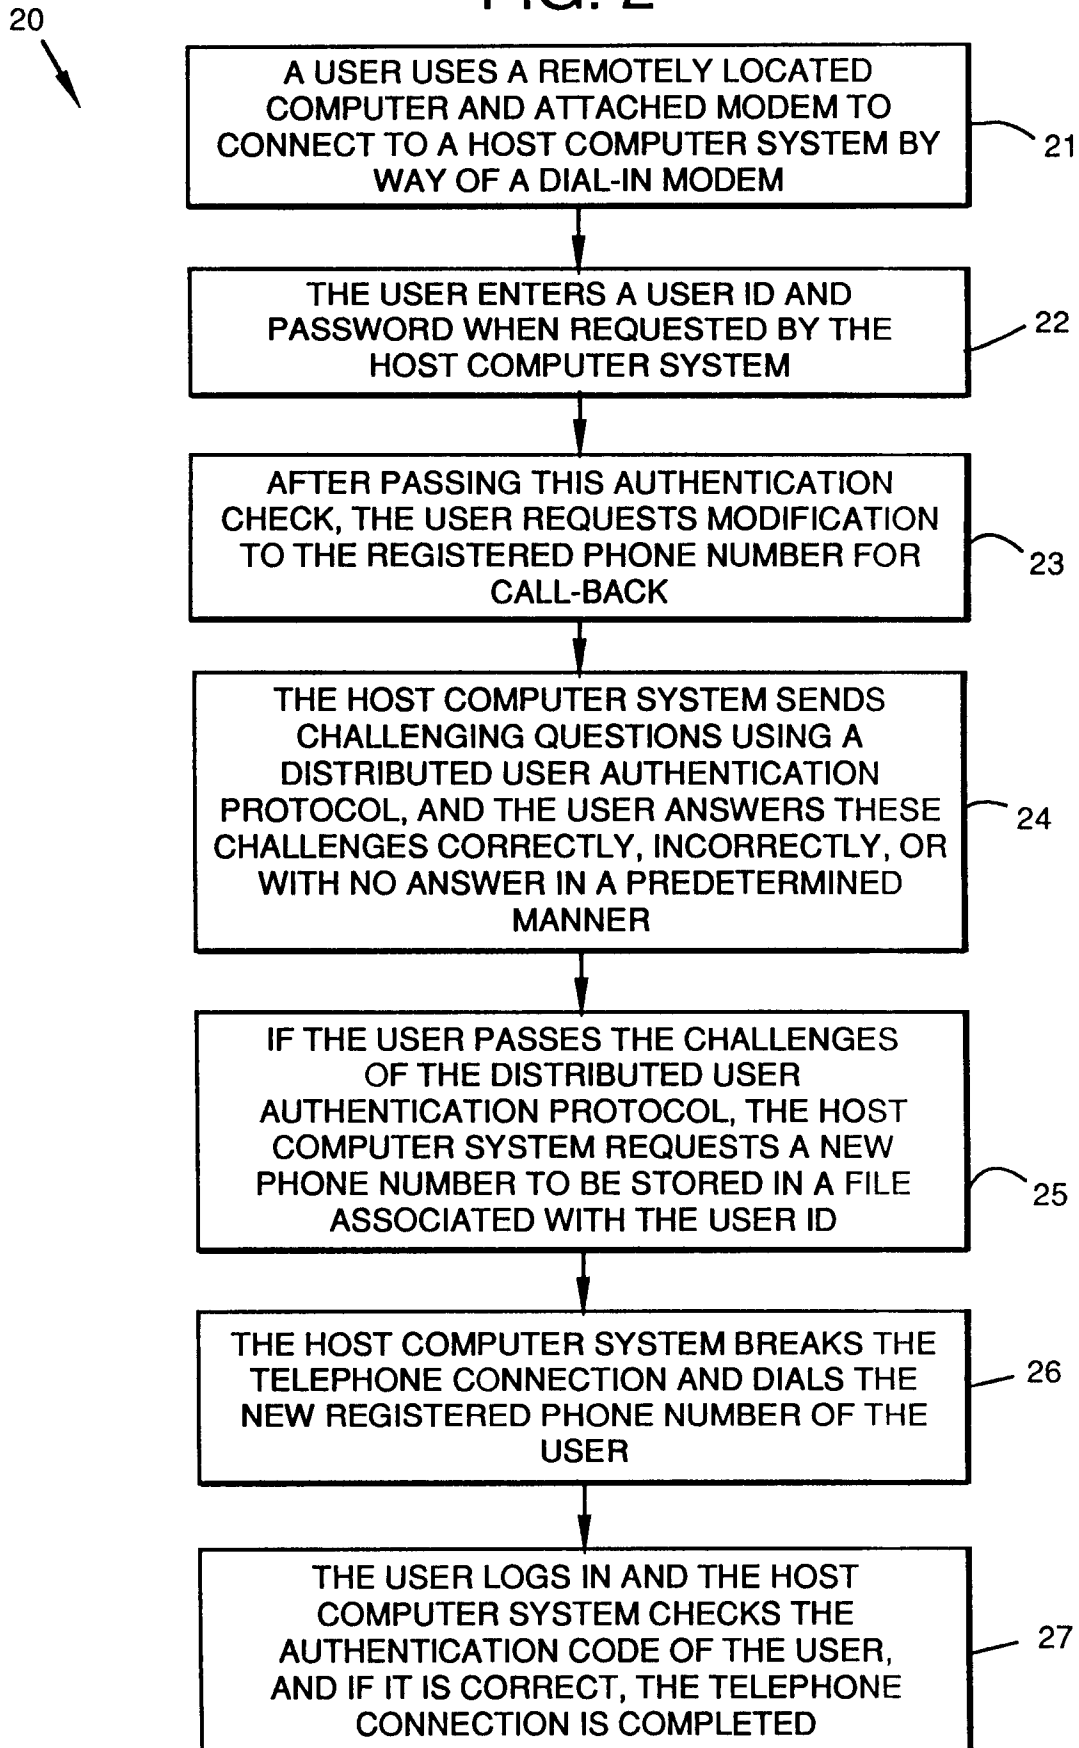 FIG. 2
20
A USER USES A REMOTELY LOCATED
COMPUTER AND ATTACHED MODEM TO
CONNECT TO A HOST COMPUTER SYSTEM BY
WAY OF A DIAL-IN MODEM
21
THE USER ENTERS A USER ID AND
PASSWORD WHEN REQUESTED BY THE
HOST COMPUTER SYSTEM
22
AFTER PASSING THIS AUTHENTICATION
CHECK, THE USER REQUESTS MODIFICATION
TO THE REGISTERED PHONE NUMBER FOR
CALL-BACK
23
THE HOST COMPUTER SYSTEM SENDS
CHALLENGING QUESTIONS USING A
DISTRIBUTED USER AUTHENTICATION
PROTOCOL, AND THE USER ANSWERS THESE
CHALLENGES CORRECTLY, INCORRECTLY, OR
WITH NO ANSWER IN A PREDETERMINED
MANNER
24
IF THE USER PASSES THE CHALLENGES
OF THE DISTRIBUTED USER
AUTHENTICATION PROTOCOL, THE HOST
COMPUTER SYSTEM REQUESTS A NEW
PHONE NUMBER TO BE STORED IN A FILE
ASSOCIATED WITH THE USER ID
25
THE HOST COMPUTER SYSTEM BREAKS THE
TELEPHONE CONNECTION AND DIALS THE
NEW REGISTERED PHONE NUMBER OF THE
USER
26
THE USER LOGS IN AND THE HOST
COMPUTER SYSTEM CHECKS THE
AUTHENTICATION CODE OF THE USER,
AND IF IT IS CORRECT, THE TELEPHONE
CONNECTION IS COMPLETED
27